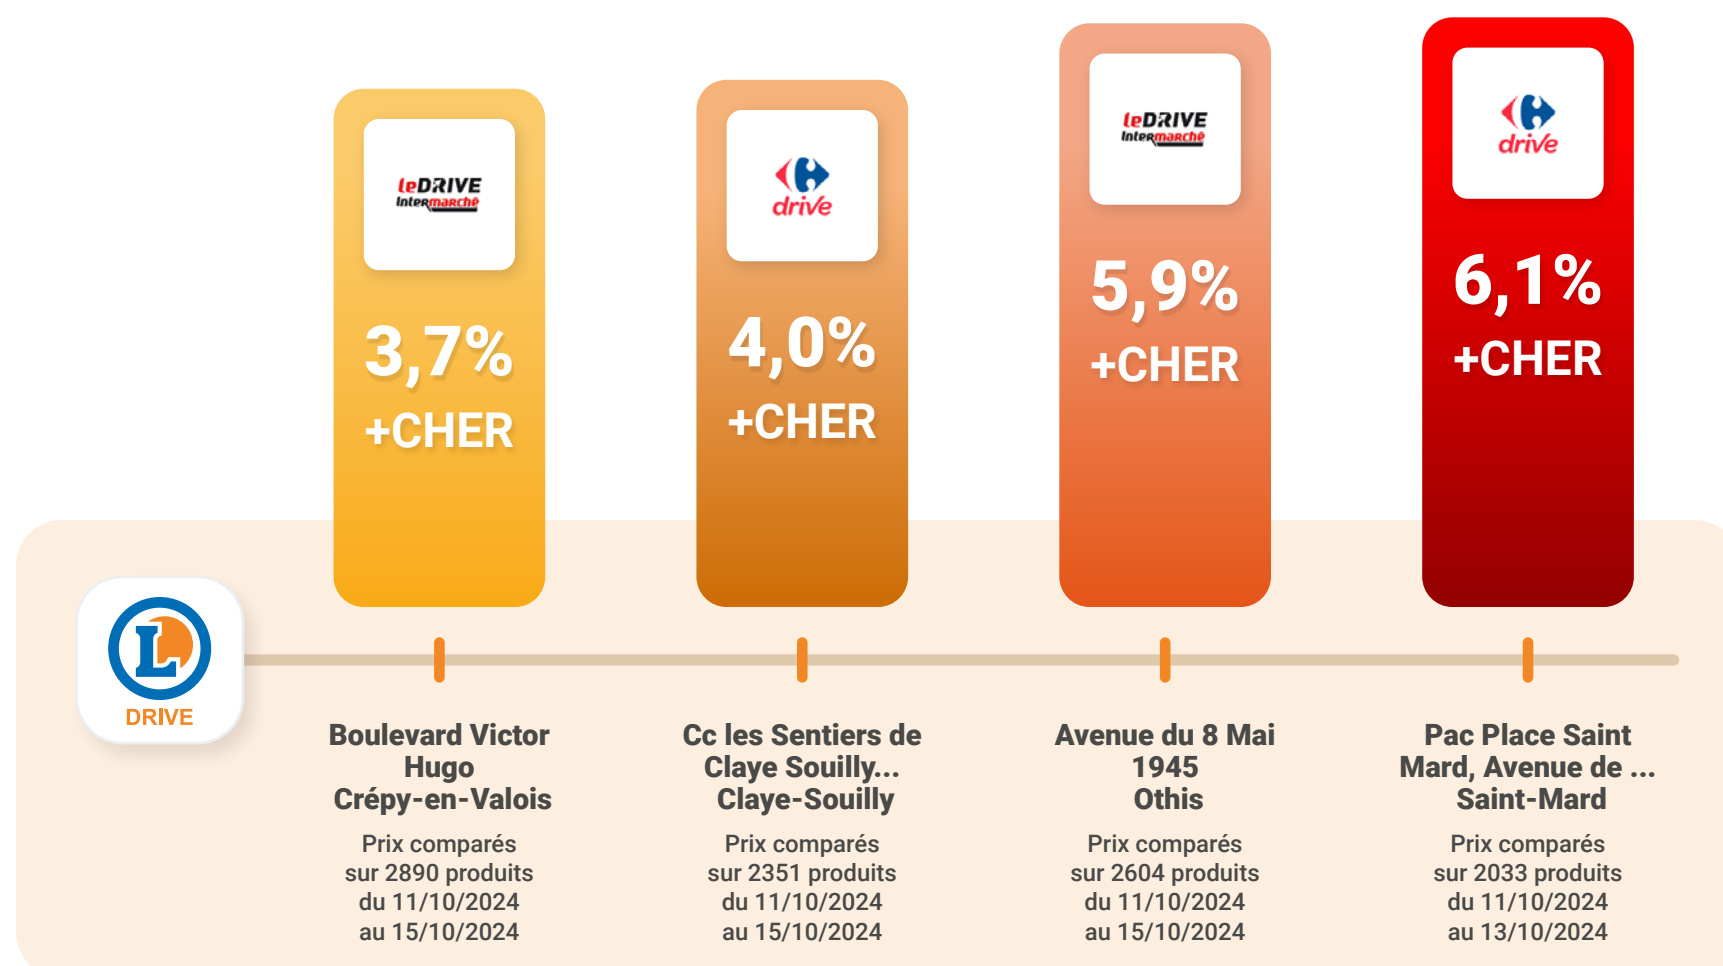 leDRIVE
Intermarché
3,7%
+CHER
drive
4,0%
+CHER
leDRIVE
Intermarché
5,9%
+CHER
drive
6,1%
+CHER
L
DRIVE
Boulevard Victor
Hugo
Crépy-en-Valois
Prix comparés
sur 2890 produits
du 11/10/2024
au 15/10/2024
Cc les Sentiers de
Claye Souilly...
Claye-Souilly
Prix comparés
sur 2351 produits
du 11/10/2024
au 15/10/2024
Avenue du 8 Mai
1945
Othis
Prix comparés
sur 2604 produits
du 11/10/2024
au 15/10/2024
Pac Place Saint
Mard, Avenue de ...
Saint-Mard
Prix comparés
sur 2033 produits
du 11/10/2024
au 13/10/2024